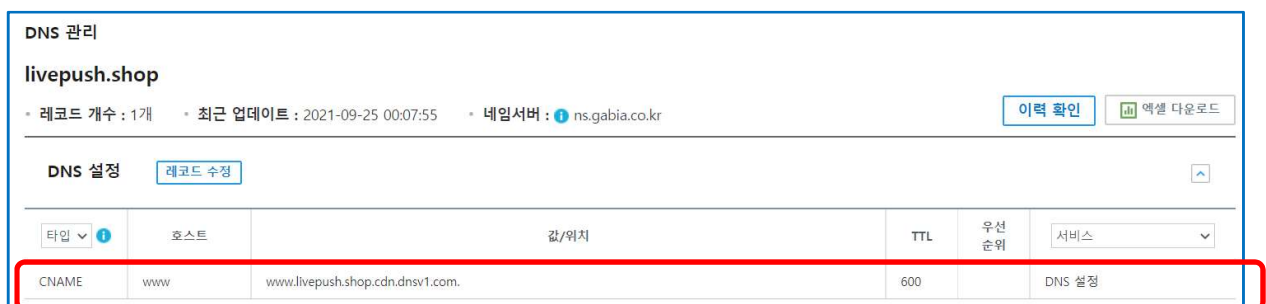 DNS 관리
livepush.shop
• 레코드 개수 : 1개 • 최근 업데이트 : 2021-09-25 00:07:55 • 네임서버 : ns.gabia.co.kr 이력 확인 엑셀 다운로드
DNS 설정 레코드 수정
타입 호스트 값/위치 TTL 우선 순위 서비스
CNAME www www.livepush.shop.cdn.dnsv1.com. 600 DNS 설정